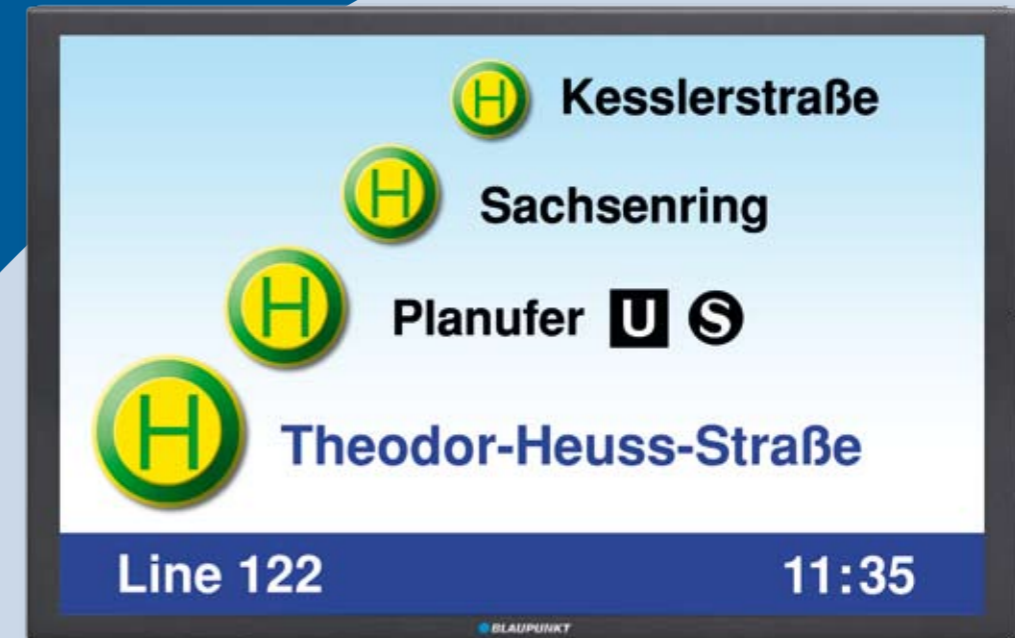 H Kesslerstraße
H Sachsenring
H Planufer U S
H Theodor-Heuss-Straße
Line 122 11:35
BLAUPUNKT